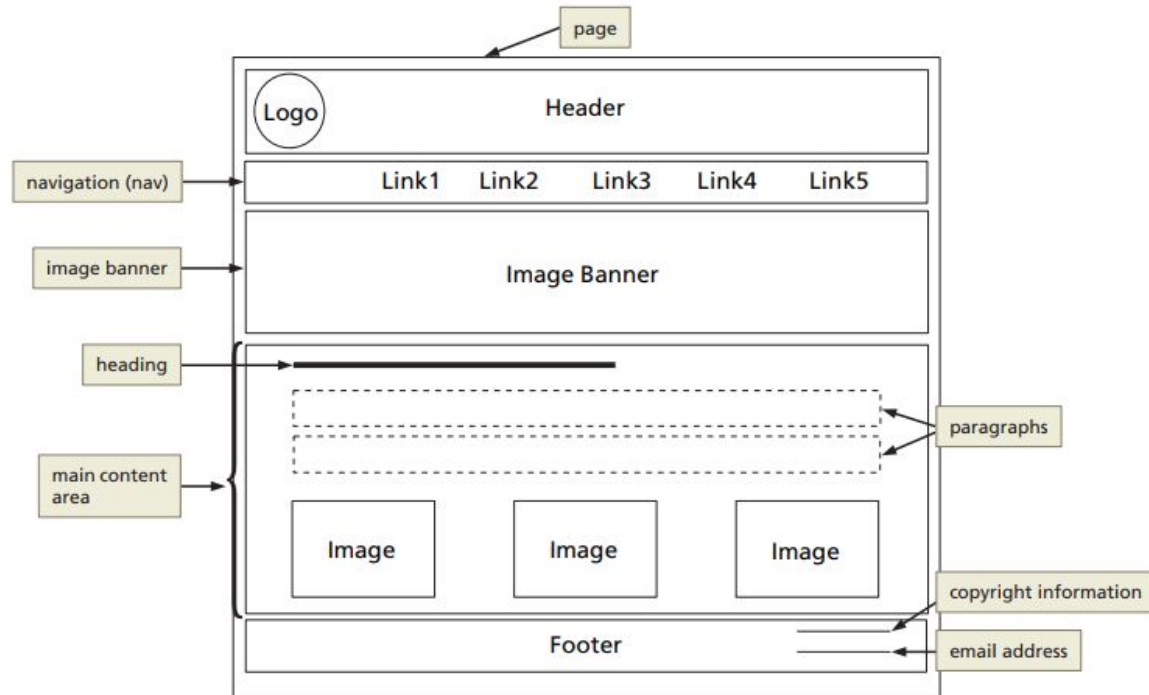 page
Logo
Header
navigation (nav)
Link1 Link2 Link3 Link4 Link5
image banner
Image Banner
heading
paragraphs
main content
area
Image Image Image
copyright information
Footer
email address